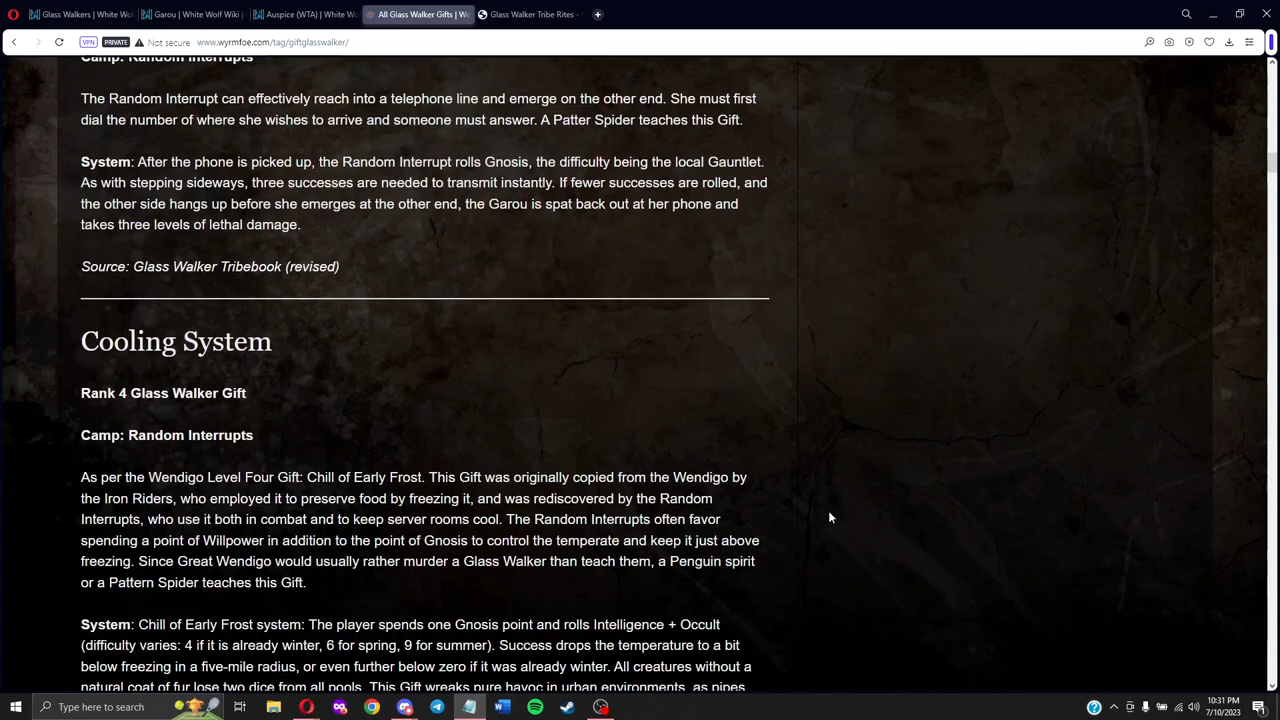 Glass Walkers | White Wolf
Garou | White Wolf Wiki
Auspice (WTA) | White Wo
All Glass Walker Gifts | We
Glass Walker Tribe Rites -
VPN
PRIVATE
Not secure
www.wyrmfoe.com/tag/giftglasswalker/
Camp: Random Interrupts
The Random Interrupt can effectively reach into a telephone line and emerge on the other end. She must first
dial the number of where she wishes to arrive and someone must answer. A Patter Spider teaches this Gift.
System: After the phone is picked up, the Random Interrupt rolls Gnosis, the difficulty being the local Gauntlet.
As with stepping sideways, three successes are needed to transmit instantly. If fewer successes are rolled, and
the other side hangs up before she emerges at the other end, the Garou is spat back out at her phone and
takes three levels of lethal damage.
Source: Glass Walker Tribebook (revised)
Cooling System
Rank 4 Glass Walker Gift
Camp: Random Interrupts
As per the Wendigo Level Four Gift: Chill of Early Frost. This Gift was originally copied from the Wendigo by
the Iron Riders, who employed it to preserve food by freezing it, and was rediscovered by the Random
Interrupts, who use it both in combat and to keep server rooms cool. The Random Interrupts often favor
spending a point of Willpower in addition to the point of Gnosis to control the temperate and keep it just above
freezing. Since Great Wendigo would usually rather murder a Glass Walker than teach them, a Penguin spirit
or a Pattern Spider teaches this Gift.
System: Chill of Early Frost system: The player spends one Gnosis point and rolls Intelligence + Occult
(difficulty varies: 4 if it is already winter, 6 for spring, 9 for summer). Success drops the temperature to a bit
below freezing in a five-mile radius, or even further below zero if it was already winter. All creatures without a
natural coat of fur lose two dice from all pools. This Gift wreaks pure havoc in urban environments, as pipes
Type here to search
10:31 PM
7/10/2023